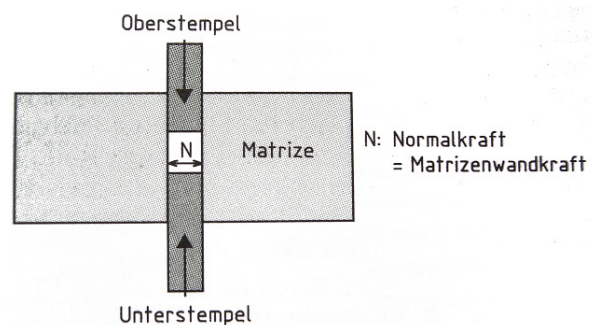 Oberstempel
N
Matrize
N: Normalkraft
= Matrizenwandkraft
Unterstempel